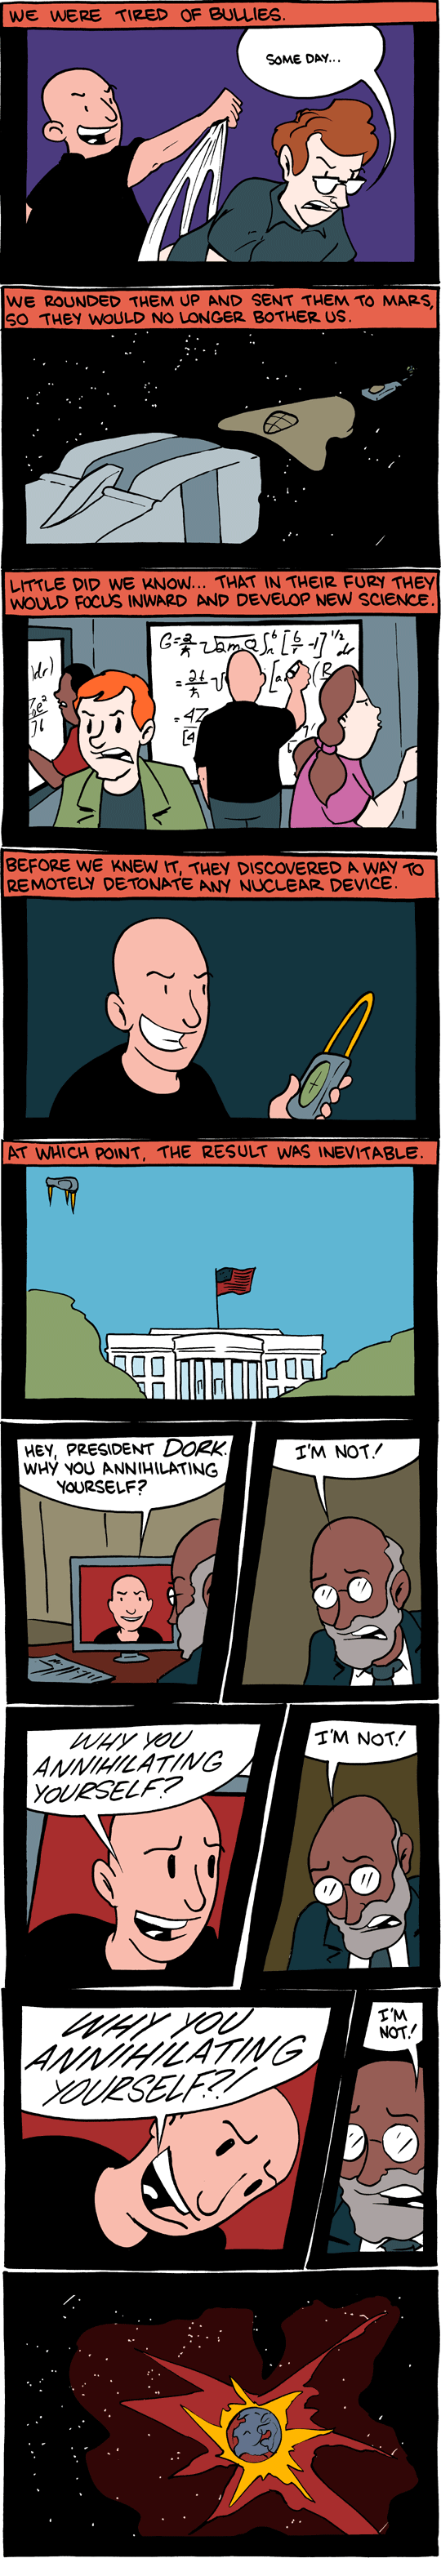 WE WERE TIRED OF BULLIES.
SOME DAY...
WE ROUNDED THEM UP AND SENT THEM TO MARS,
SO THEY WOULD NO LONGER BOTHER US.
LITTLE DID WE KNOW... THAT IN THEIR FURY THEY
WOULD FOCUS INWARD AND DEVELOP NEW SCIENCE.
BEFORE WE KNEW IT, THEY DISCOVERED A WAY TO
REMOTELY DETONATE ANY NUCLEAR DEVICE.
AT WHICH POINT, THE RESULT WAS INEVITABLE.
HEY, PRESIDENT DORK.
WHY YOU ANNIHILATING
YOURSELF?
I'M NOT!
WHY YOU
ANNIHILATING
YOURSELF?
I'M NOT!
WHY YOU
ANNIHILATING
YOURSELF?!
I'M
NOT!